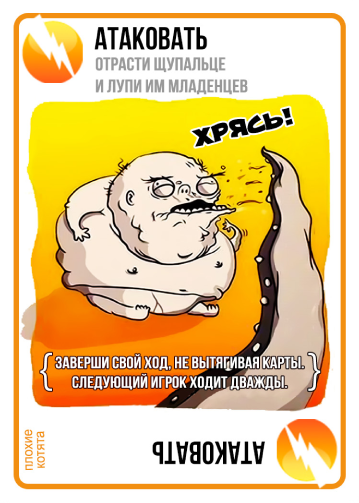 АТАКОВАТЬ
ОТРАСТИ ЩУПАЛЬЦЕ
И ЛУПИ ИМ МЛАДЕНЦЕВ
ХРЯСЬ!
{ ЗАВЕРШИ СВОЙ ХОД, НЕ ВЫТЯГИВАЯ КАРТЫ.
СЛЕДУЮЩИЙ ИГРОК ХОДИТ ДВАЖДЫ. }
плохие
котята
АТАКОВАТЬ